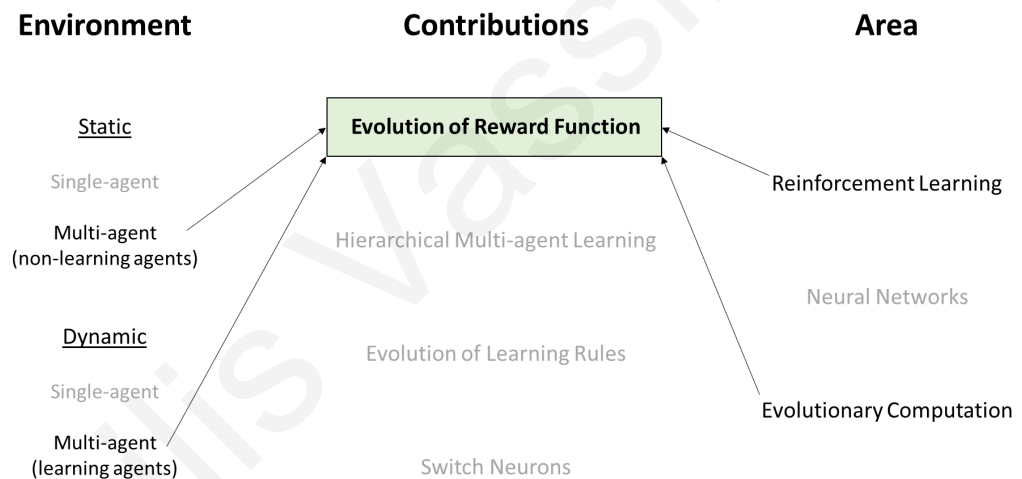 Environment
Contributions
Area
Static
Single-agent
Multi-agent
(non-learning agents)
Dynamic
Single-agent
Multi-agent
(learning agents)
Evolution of Reward Function
Hierarchical Multi-agent Learning
Evolution of Learning Rules
Switch Neurons
Reinforcement Learning
Neural Networks
Evolutionary Computation